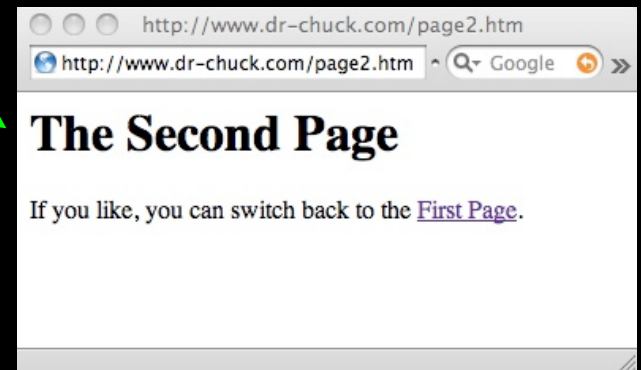 http://www.dr-chuck.com/page2.htm
http://www.dr-chuck.com/page2.htm Google
The Second Page
If you like, you can switch back to the First Page.